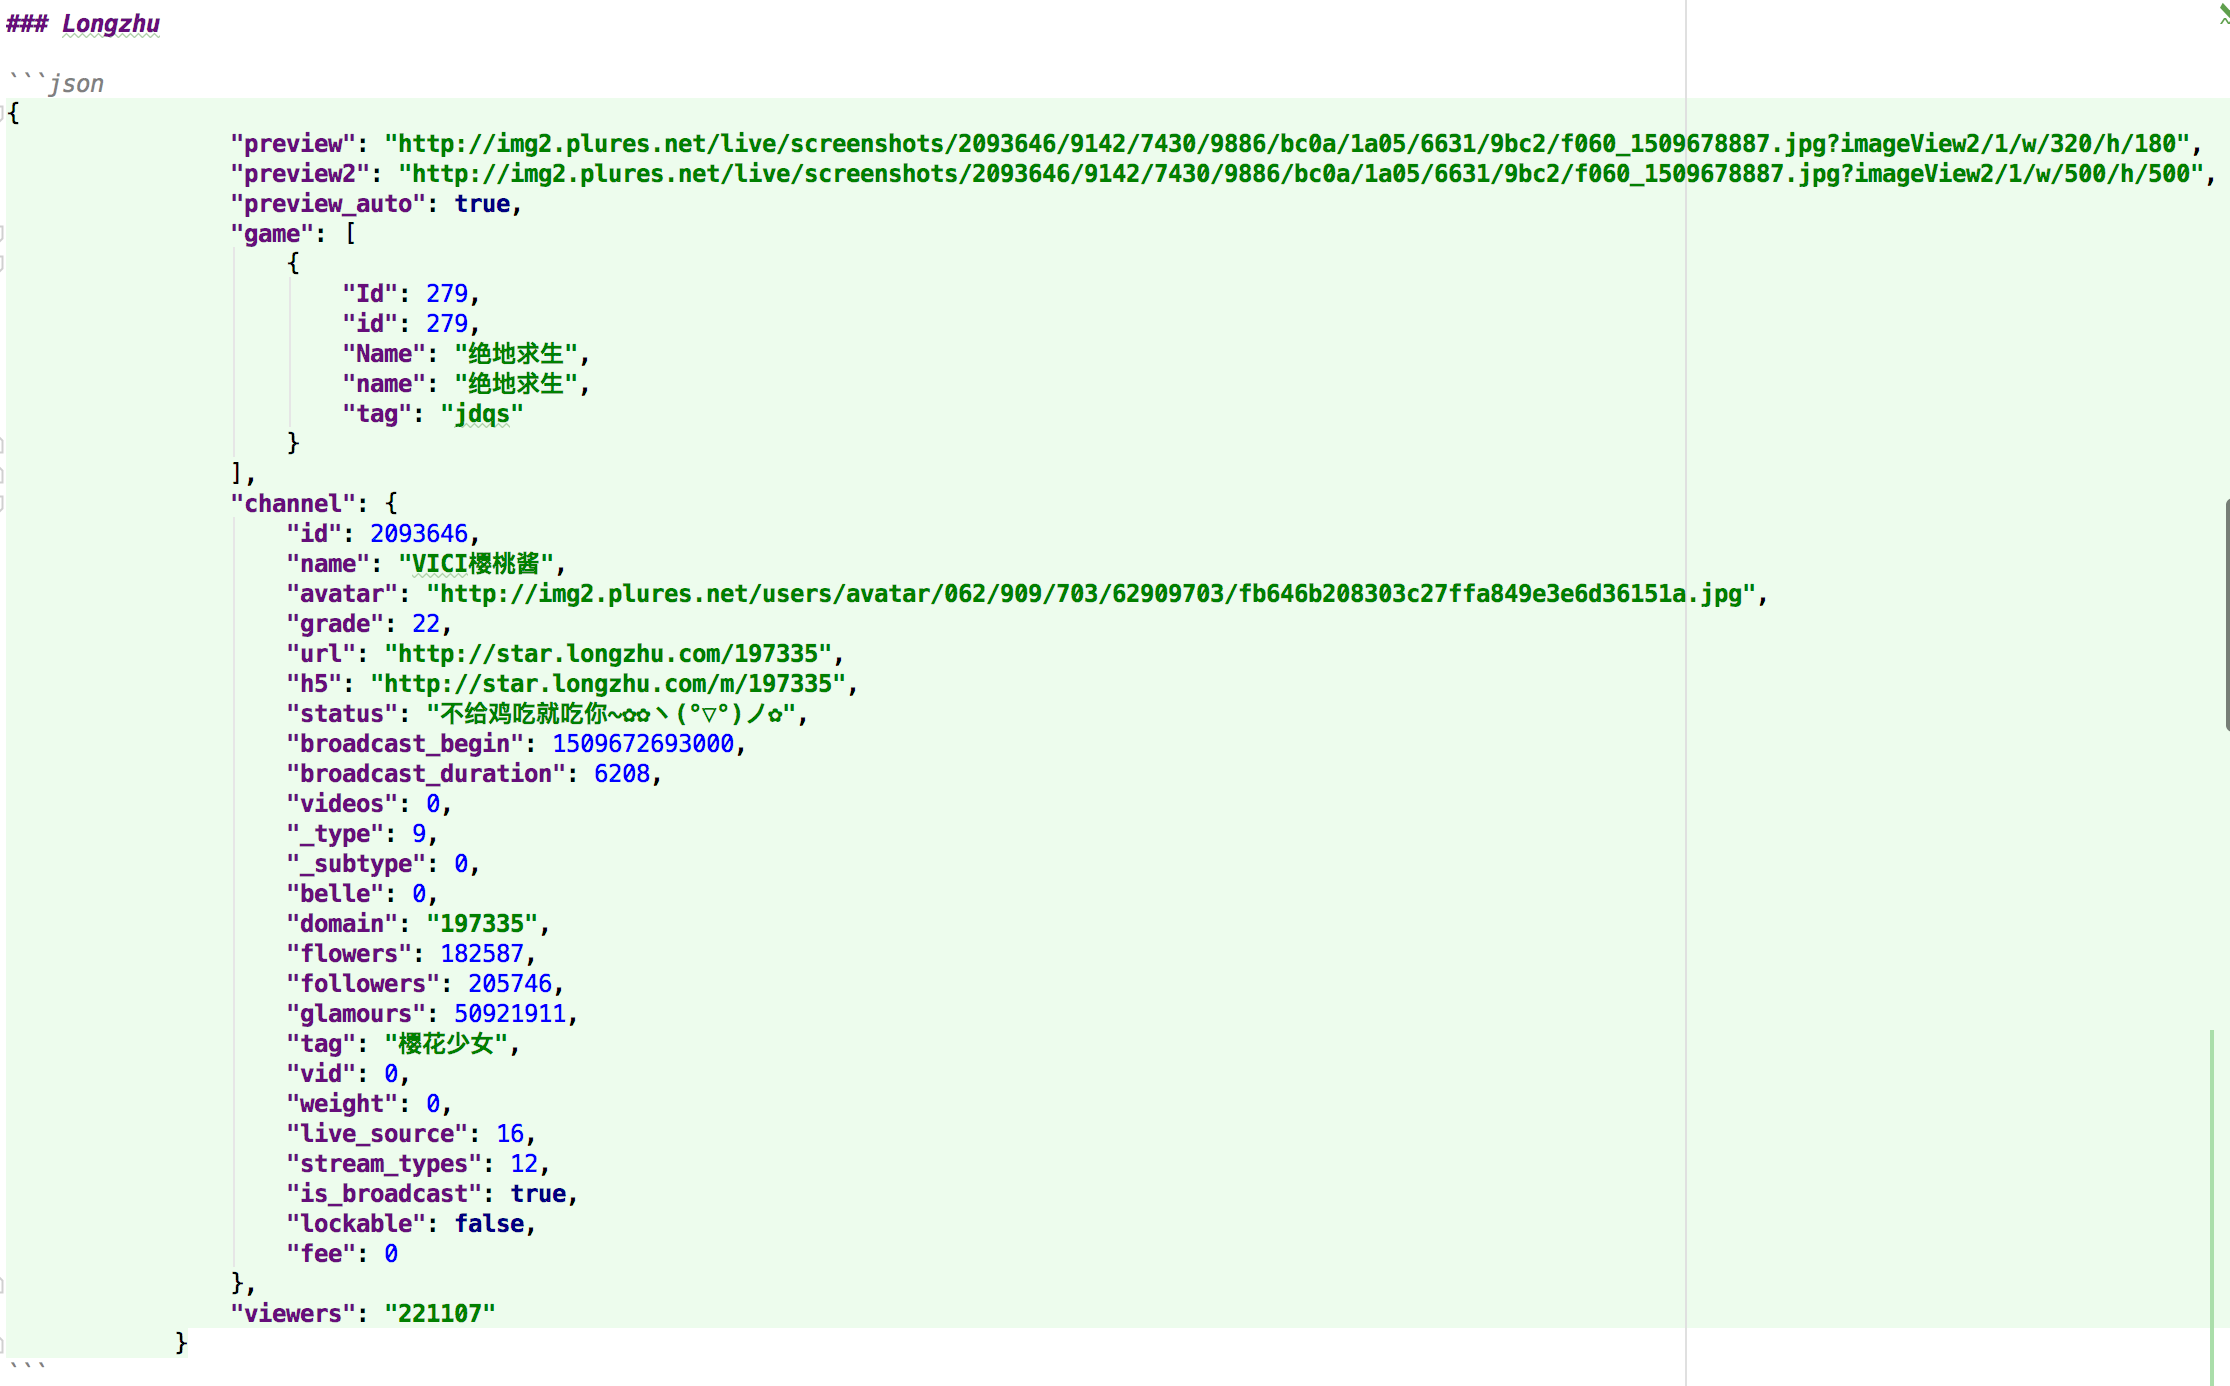 ### Longzhu
```json
{
"preview": "http://img2.plures.net/live/screenshots/2093646/9142/7430/9886/bc0a/1a05/6631/9bc2/f060_1509678887.jpg?imageView2/1/w/320/h/180",
"preview2": "http://img2.plures.net/live/screenshots/2093646/9142/7430/9886/bc0a/1a05/6631/9bc2/f060_1509678887.jpg?imageView2/1/w/500/h/500",
"preview_auto": true,
"game": [
{
"Id": 279,
"id": 279,
"Name": "绝地求生",
"name": "绝地求生",
"tag": "jdqs"
}
],
"channel": {
"id": 2093646,
"name": "VICI樱桃酱",
"avatar": "http://img2.plures.net/users/avatar/062/909/703/62909703/fb646b208303c27ffa849e3e6d36151a.jpg",
"grade": 22,
"url": "http://star.longzhu.com/197335",
"h5": "http://star.longzhu.com/m/197335",
"status": "不给鸡吃就吃你~✿✿ヽ(°▽°)ノ✿",
"broadcast_begin": 1509672693000,
"broadcast_duration": 6208,
"videos": 0,
"_type": 9,
"_subtype": 0,
"belle": 0,
"domain": "197335",
"flowers": 182587,
"followers": 205746,
"glamours": 50921911,
"tag": "樱花少女",
"vid": 0,
"weight": 0,
"live_source": 16,
"stream_types": 12,
"is_broadcast": true,
"lockable": false,
"fee": 0
},
"viewers": "221107"
}
```